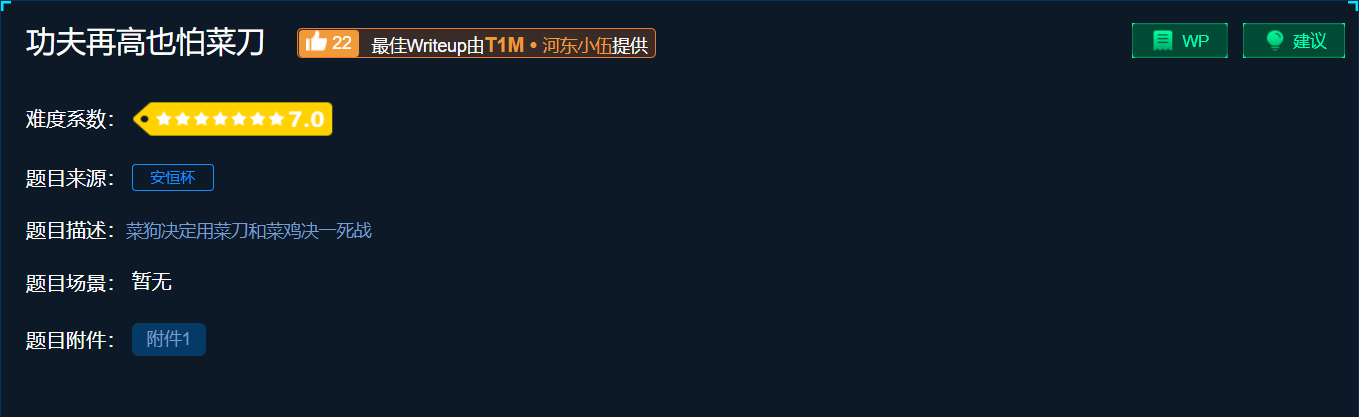 功夫再高也怕菜刀 22 最佳Writeup由T1M • 河东小伍提供 WP 建议
难度系数： 7.0
题目来源： 安恒杯
题目描述：菜狗决定用菜刀和菜鸡决一死战
题目场景： 暂无
题目附件： 附件1